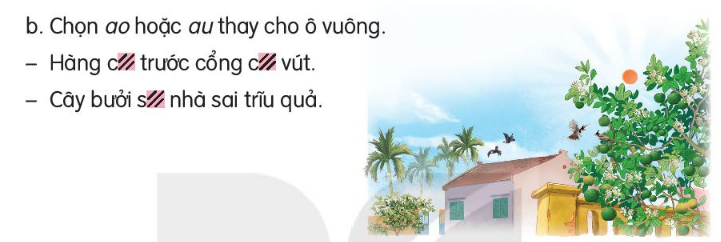 b. Chọn ao hoặc au thay cho ô vuông.
– Hàng c trước cổng c vút.
– Cây bưởi s nhà sai trĩu quả.